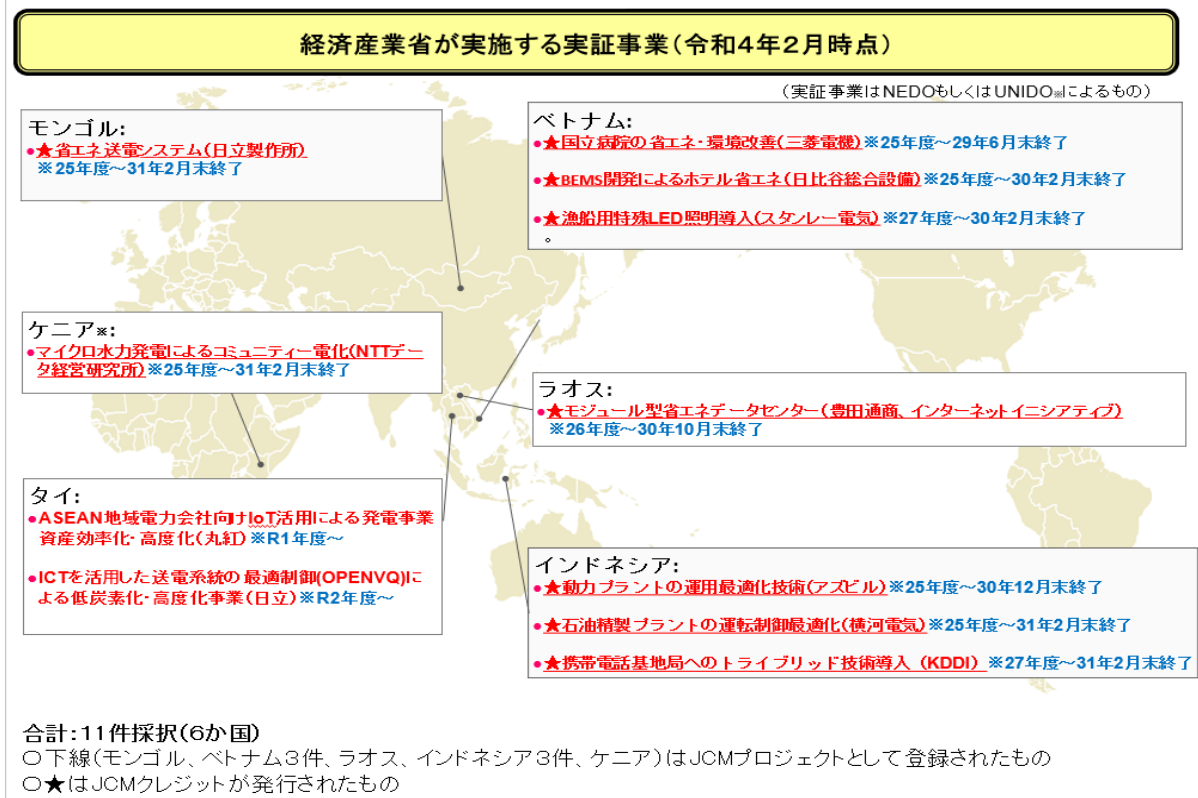 経済産業省が実施する実証事業(令和4年2月時点)
(実証事業はNEDOもしくはUNIDO※によるもの)
モンゴル:
●★省エネ送電システム(日立製作所)
※25年度～31年2月末終了
ベトナム:
●★国立病院の省エネ・環境改善(三菱電機)※25年度～29年6月末終了
●★BEMS開発によるホテル省エネ(日比谷総合設備)※25年度～30年2月末終了
●★漁船用特殊LED照明導入(スタンレー電気)※27年度～30年2月末終了
。
ケニア※:
●マイクロ水力発電によるコミュニティー電化(NTTデー
タ経営研究所)※25年度～31年2月末終了
ラオス:
●★モジュール型省エネデータセンター(豊田通商、インターネットイニシアティブ)
※26年度～30年10月末終了
タイ:
●ASEAN地域電力会社向けIoT活用による発電事業
資産効率化・高度化(丸紅)※R1年度～
●ICTを活用した送電系統の最適制御(OPENVQ)に
よる低炭素化・高度化事業(日立)※R2年度～
インドネシア:
●★動力プラントの運用最適化技術(アズビル)※25年度～30年12月末終了
●★石油精製プラントの運転制御最適化(横河電気)※25年度～31年2月末終了
●★携帯電話基地局へのトライブリッド技術導入（KDDI）※27年度～31年2月末終了
合計:11件採択(6か国)
○下線(モンゴル、ベトナム3件、ラオス、インドネシア3件、ケニア)はJCMプロジェクトとして登録されたもの
○★はJCMクレジットが発行されたもの